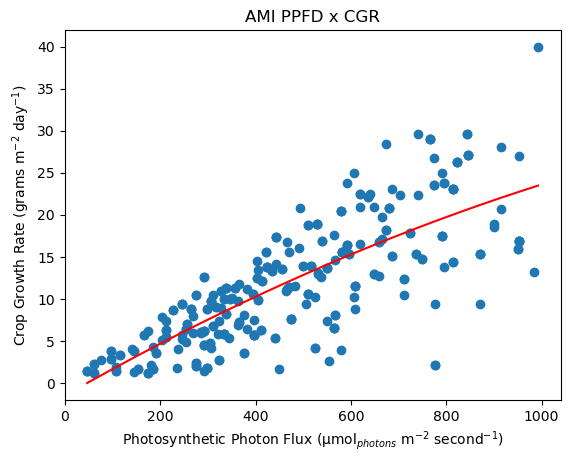 AMI PPFD x CGR
40
35
30
25
20
15
10
5
0
Crop Growth Rate (grams m⁻² day⁻¹)
0 200 400 600 800 1000
Photosynthetic Photon Flux (μmol_photons m⁻² second⁻¹)